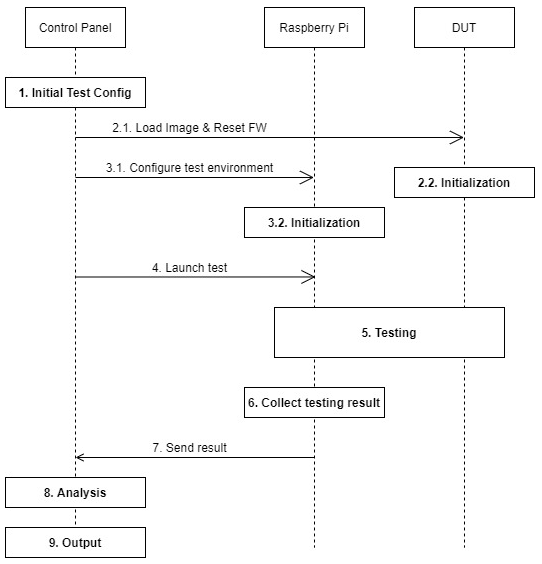 Control Panel
Raspberry Pi
DUT
1. Initial Test Config
2.1. Load Image & Reset FW
3.1. Configure test environment
2.2. Initialization
3.2. Initialization
4. Launch test
5. Testing
6. Collect testing result
7. Send result
8. Analysis
9. Output